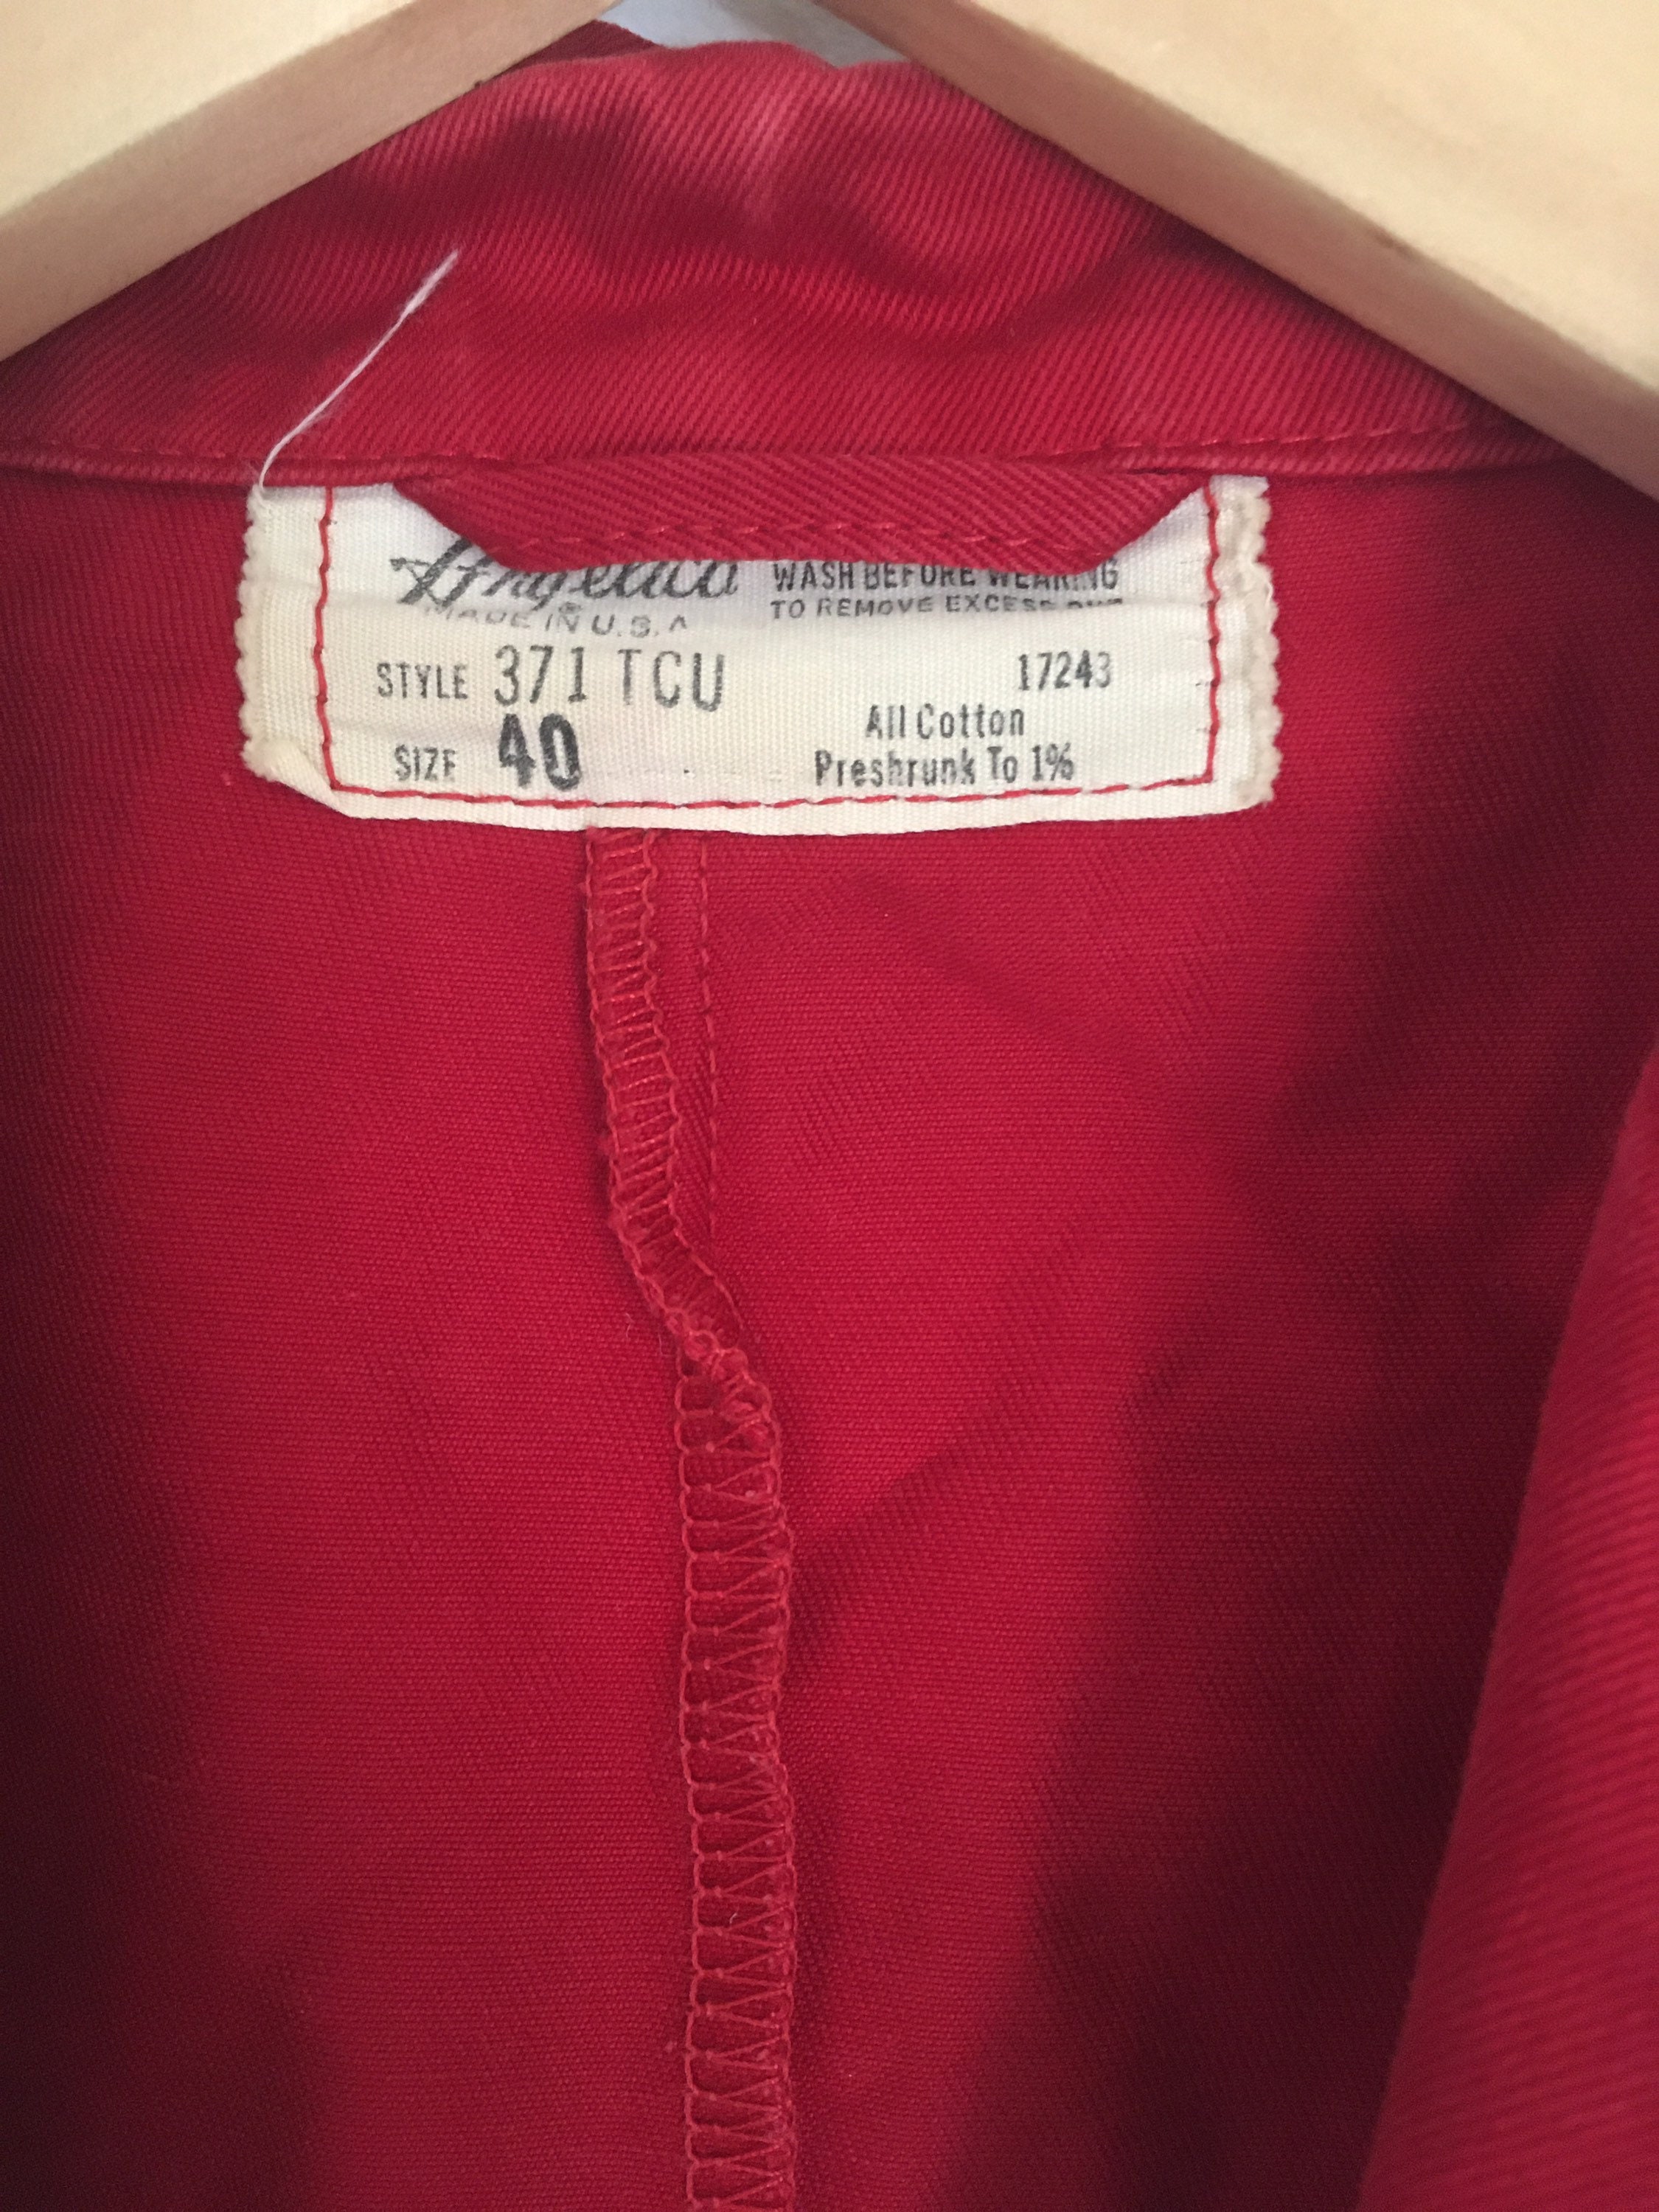 Angelica
MADE IN U.S.A
WASH BEFORE WEARING
TO REMOVE EXCESS
STYLE 371 TCU
SIZE 40
17243
All Cotton
Preshrunk To 1%